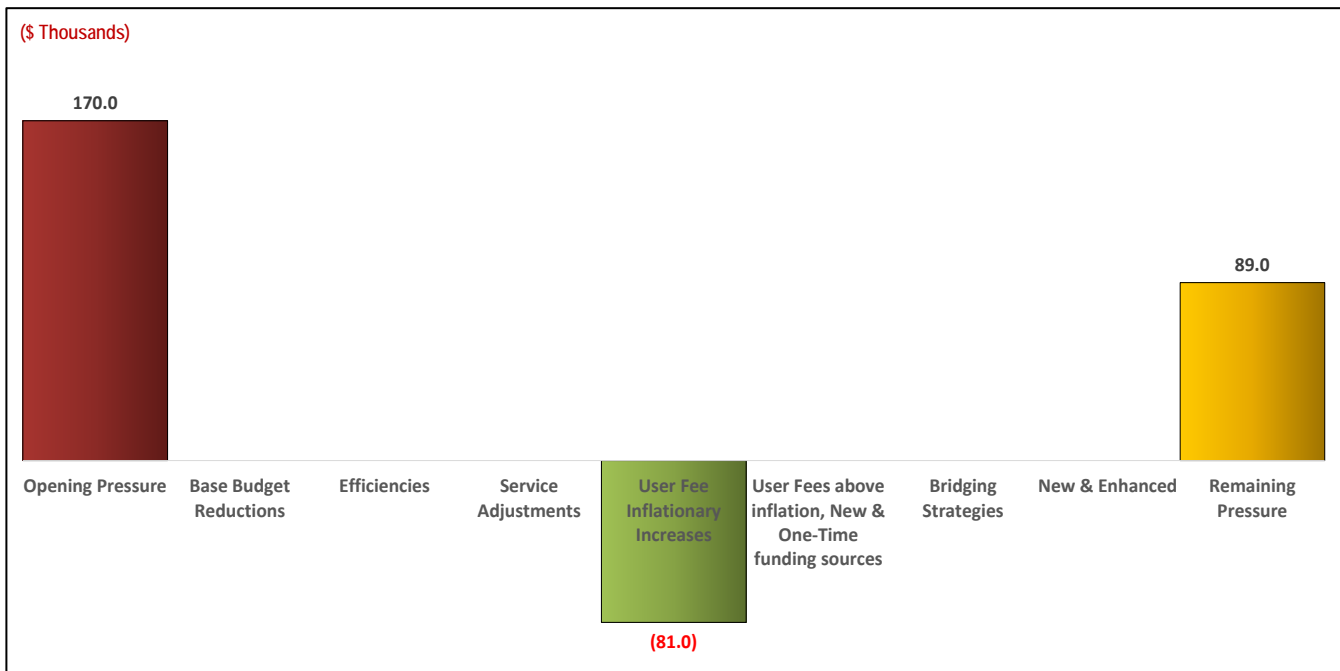 ($ Thousands)
170.0
89.0
Opening Pressure
Base Budget
Reductions
Efficiencies
Service
Adjustments
User Fee
Inflationary
Increases
User Fees above
inflation, New &
One-Time
funding sources
Bridging
Strategies
New & Enhanced
Remaining
Pressure
(81.0)